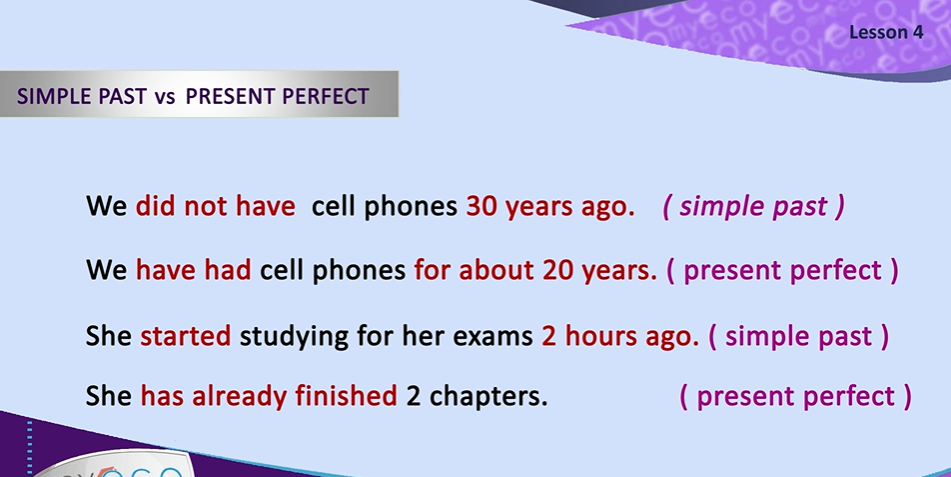 Lesson 4
SIMPLE PAST vs PRESENT PERFECT
We did not have cell phones 30 years ago. ( simple past )
We have had cell phones for about 20 years. ( present perfect )
She started studying for her exams 2 hours ago. ( simple past )
She has already finished 2 chapters. ( present perfect )